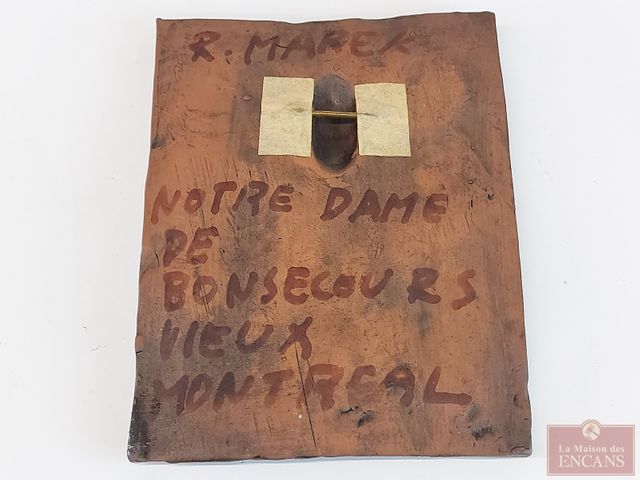 R. MAREK
NOTRE DAME
DE
BONSECOURS
VIEUX
MONTREAL
La Maison des
ENCANS